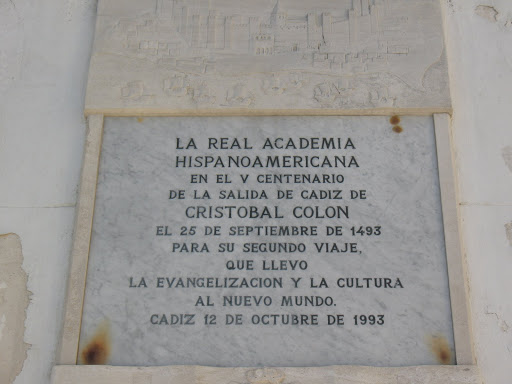 LA REAL ACADEMIA
HISPANOAMERICANA
EN EL V CENTENARIO
DE LA SALIDA DE CADIZ DE
CRISTOBAL COLON
EL 25 DE SEPTIEMBRE DE 1493
PARA SU SEGUNDO VIAJE,
QUE LLEVO
LA EVANGELIZACION Y LA CULTURA
AL NUEVO MUNDO.
CADIZ 12 DE OCTUBRE DE 1993